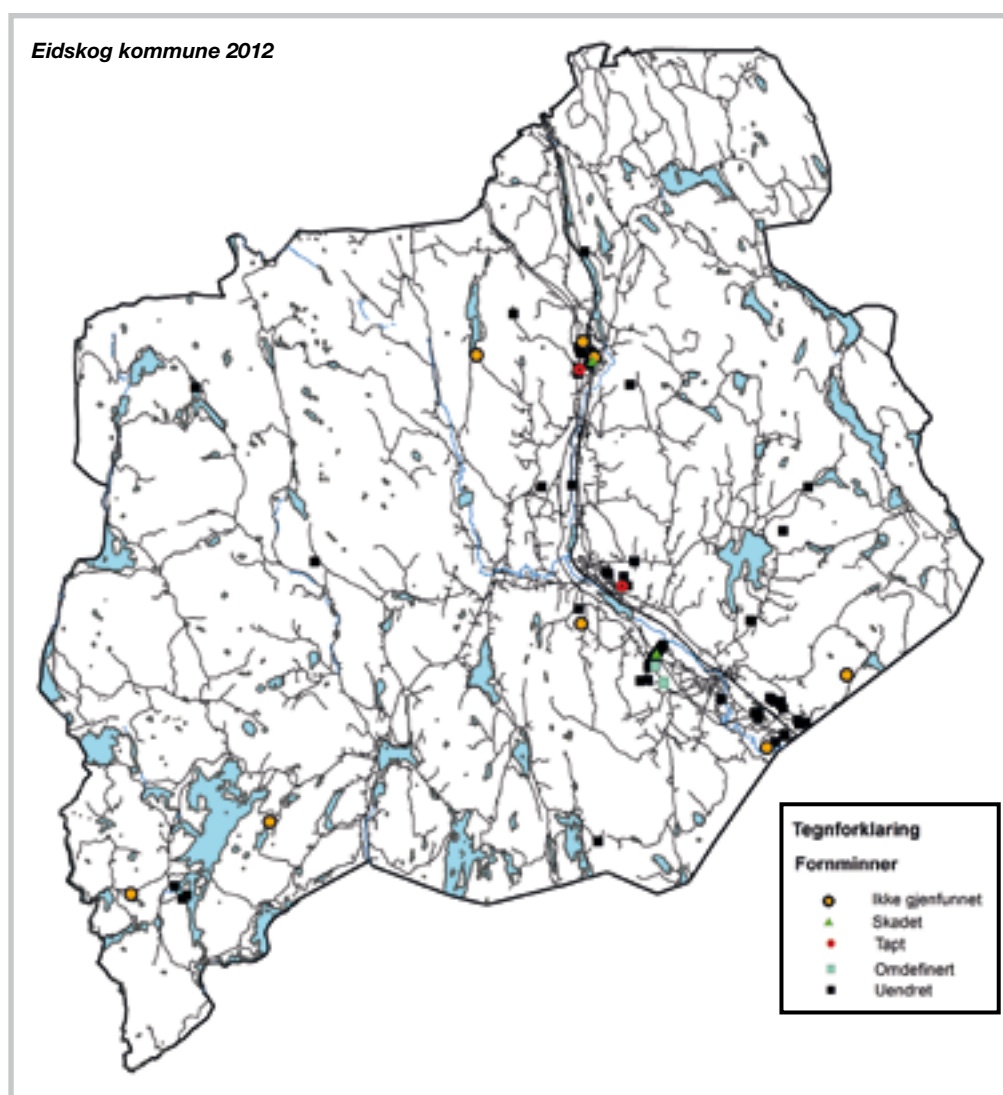 Eidskog kommune 2012
Tegnforklaring
Fornminner
Ikke gjenfunnet
Skadet
Tapt
Omdefinert
Uendret